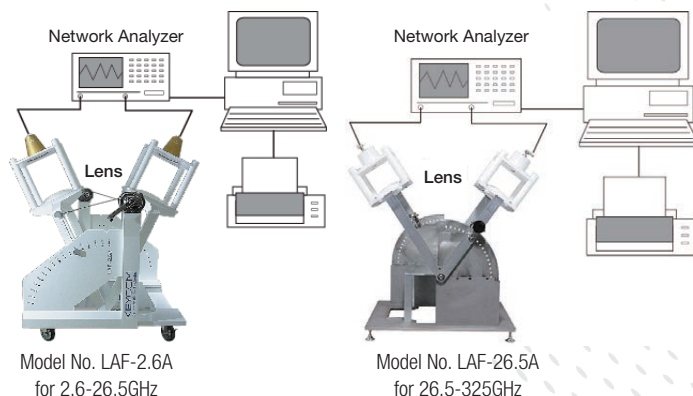 Network Analyzer
Lens
Model No. LAF-2.6A
for 2.6-26.5GHz
Network Analyzer
Lens
Model No. LAF-26.5A
for 26.5-325GHz